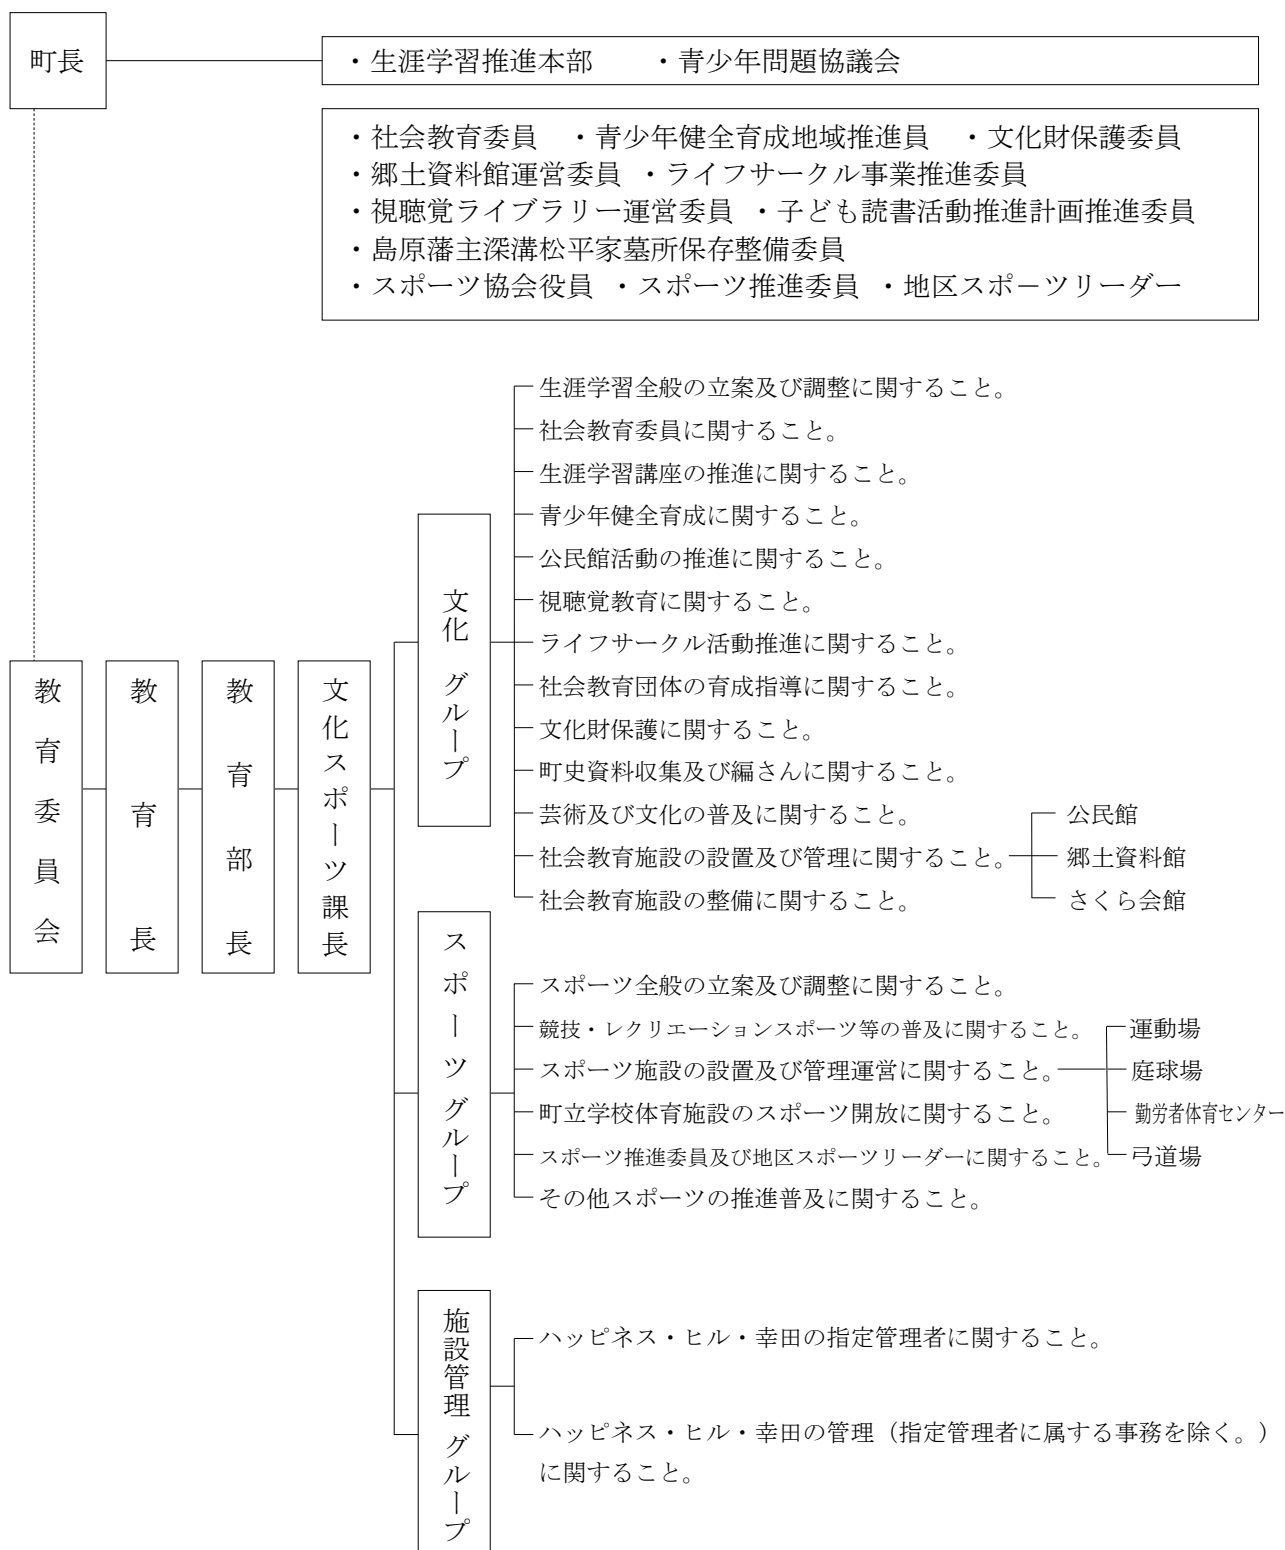 町長
・生涯学習推進本部　　・青少年問題協議会
・社会教育委員　・青少年健全育成地域推進員　・文化財保護委員
・郷土資料館運営委員　・ライフサークル事業推進委員
・視聴覚ライブラリー運営委員　・子ども読書活動推進計画推進委員
・島原藩主深溝松平家墓所保存整備委員
・スポーツ協会役員　・スポーツ推進委員　・地区スポーツリーダー
教育委員会
教育長
教育部長
文化スポーツ課長
文化グループ
生涯学習全般の立案及び調整に関すること。
社会教育委員に関すること。
生涯学習講座の推進に関すること。
青少年健全育成に関すること。
公民館活動の推進に関すること。
視聴覚教育に関すること。
ライフサークル活動推進に関すること。
社会教育団体の育成指導に関すること。
文化財保護に関すること。
町史資料収集及び編さんに関すること。
芸術及び文化の普及に関すること。
社会教育施設の設置及び管理に関すること。
公民館
郷土資料館
さくら会館
社会教育施設の整備に関すること。
スポーツグループ
スポーツ全般の立案及び調整に関すること。
競技・レクリエーションスポーツ等の普及に関すること。
スポーツ施設の設置及び管理運営に関すること。
運動場
庭球場
勤労者体育センター
弓道場
町立学校体育施設のスポーツ開放に関すること。
スポーツ推進委員及び地区スポーツリーダーに関すること。
その他スポーツの推進普及に関すること。
施設管理グループ
ハッピネス・ヒル・幸田の指定管理者に関すること。
ハッピネス・ヒル・幸田の管理（指定管理者に属する事務を除く。）
に関すること。